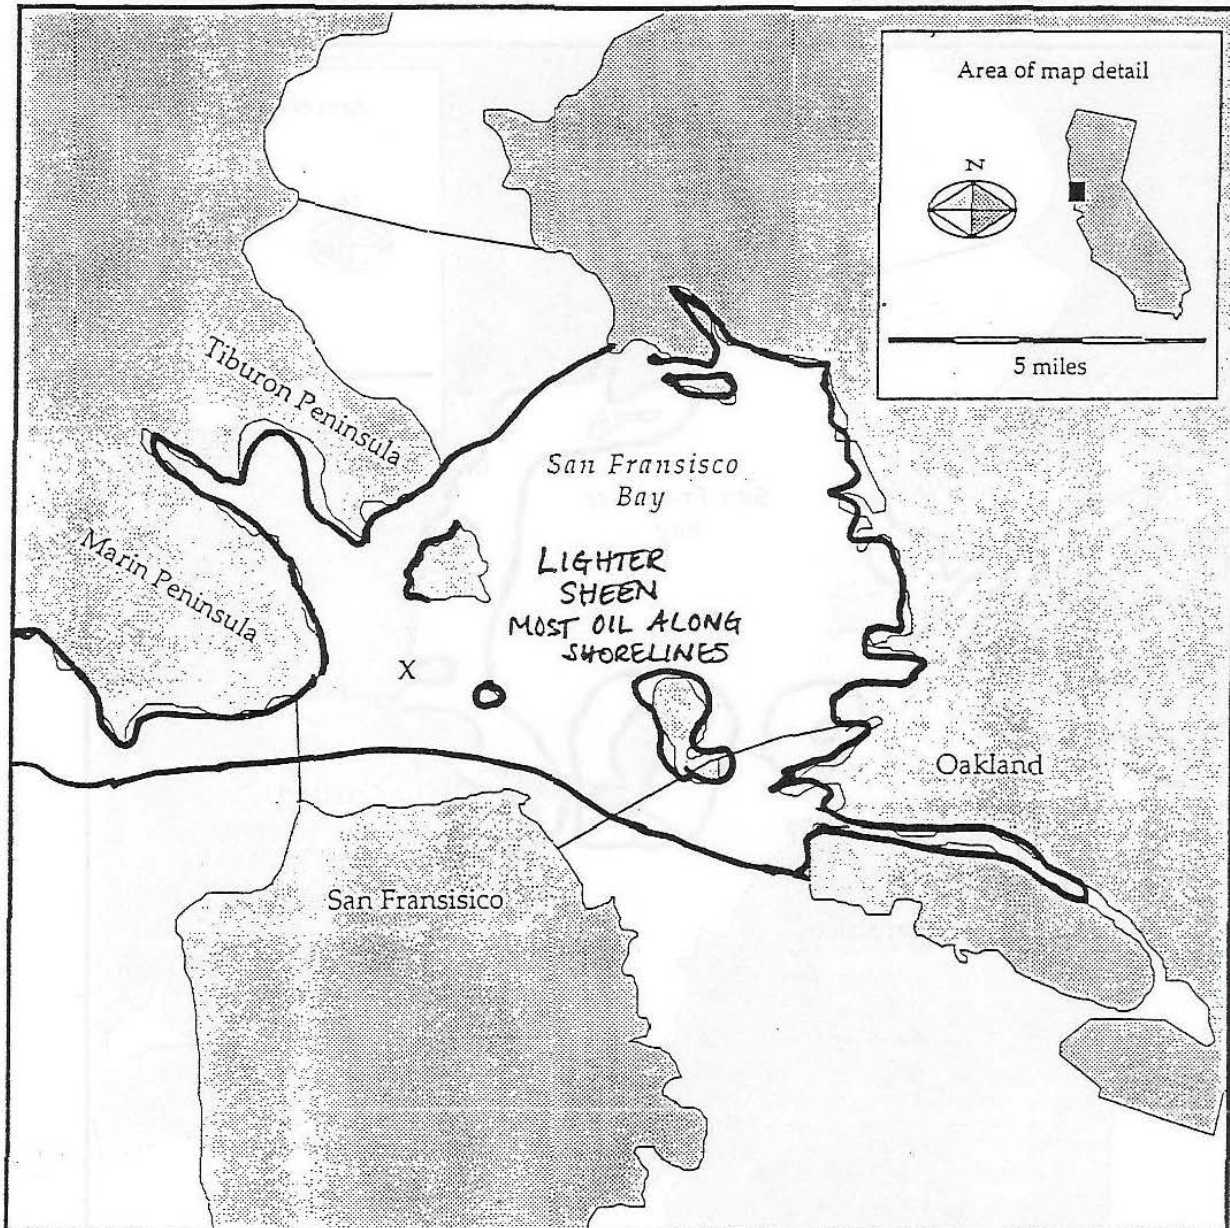 Area of map detail
N
5 miles
Tiburon Peninsula
San Fransisco
Bay
Marin Peninsula
LIGHTER
SHEEN
MOST OIL ALONG
SHORELINES
X
Oakland
San Fransisico